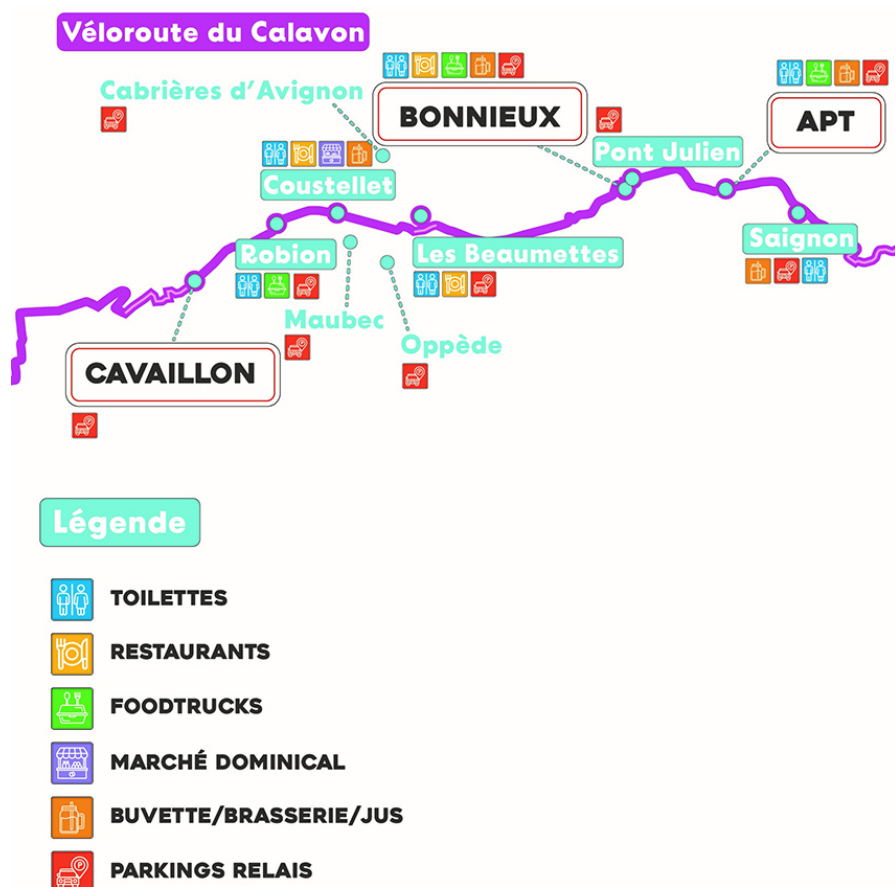 Véloroute du Calavon
Cabrières d'Avignon
BONNIEUX
APT
Pont Julien
Coustellet
Robion
Les Beaumettes
Saignon
Maubec
Oppède
CAVAILLON
Légende
TOILETTES
RESTAURANTS
FOODTRUCKS
MARCHÉ DOMINICAL
BUVETTE/BRASSERIE/JUS
PARKINGS RELAIS